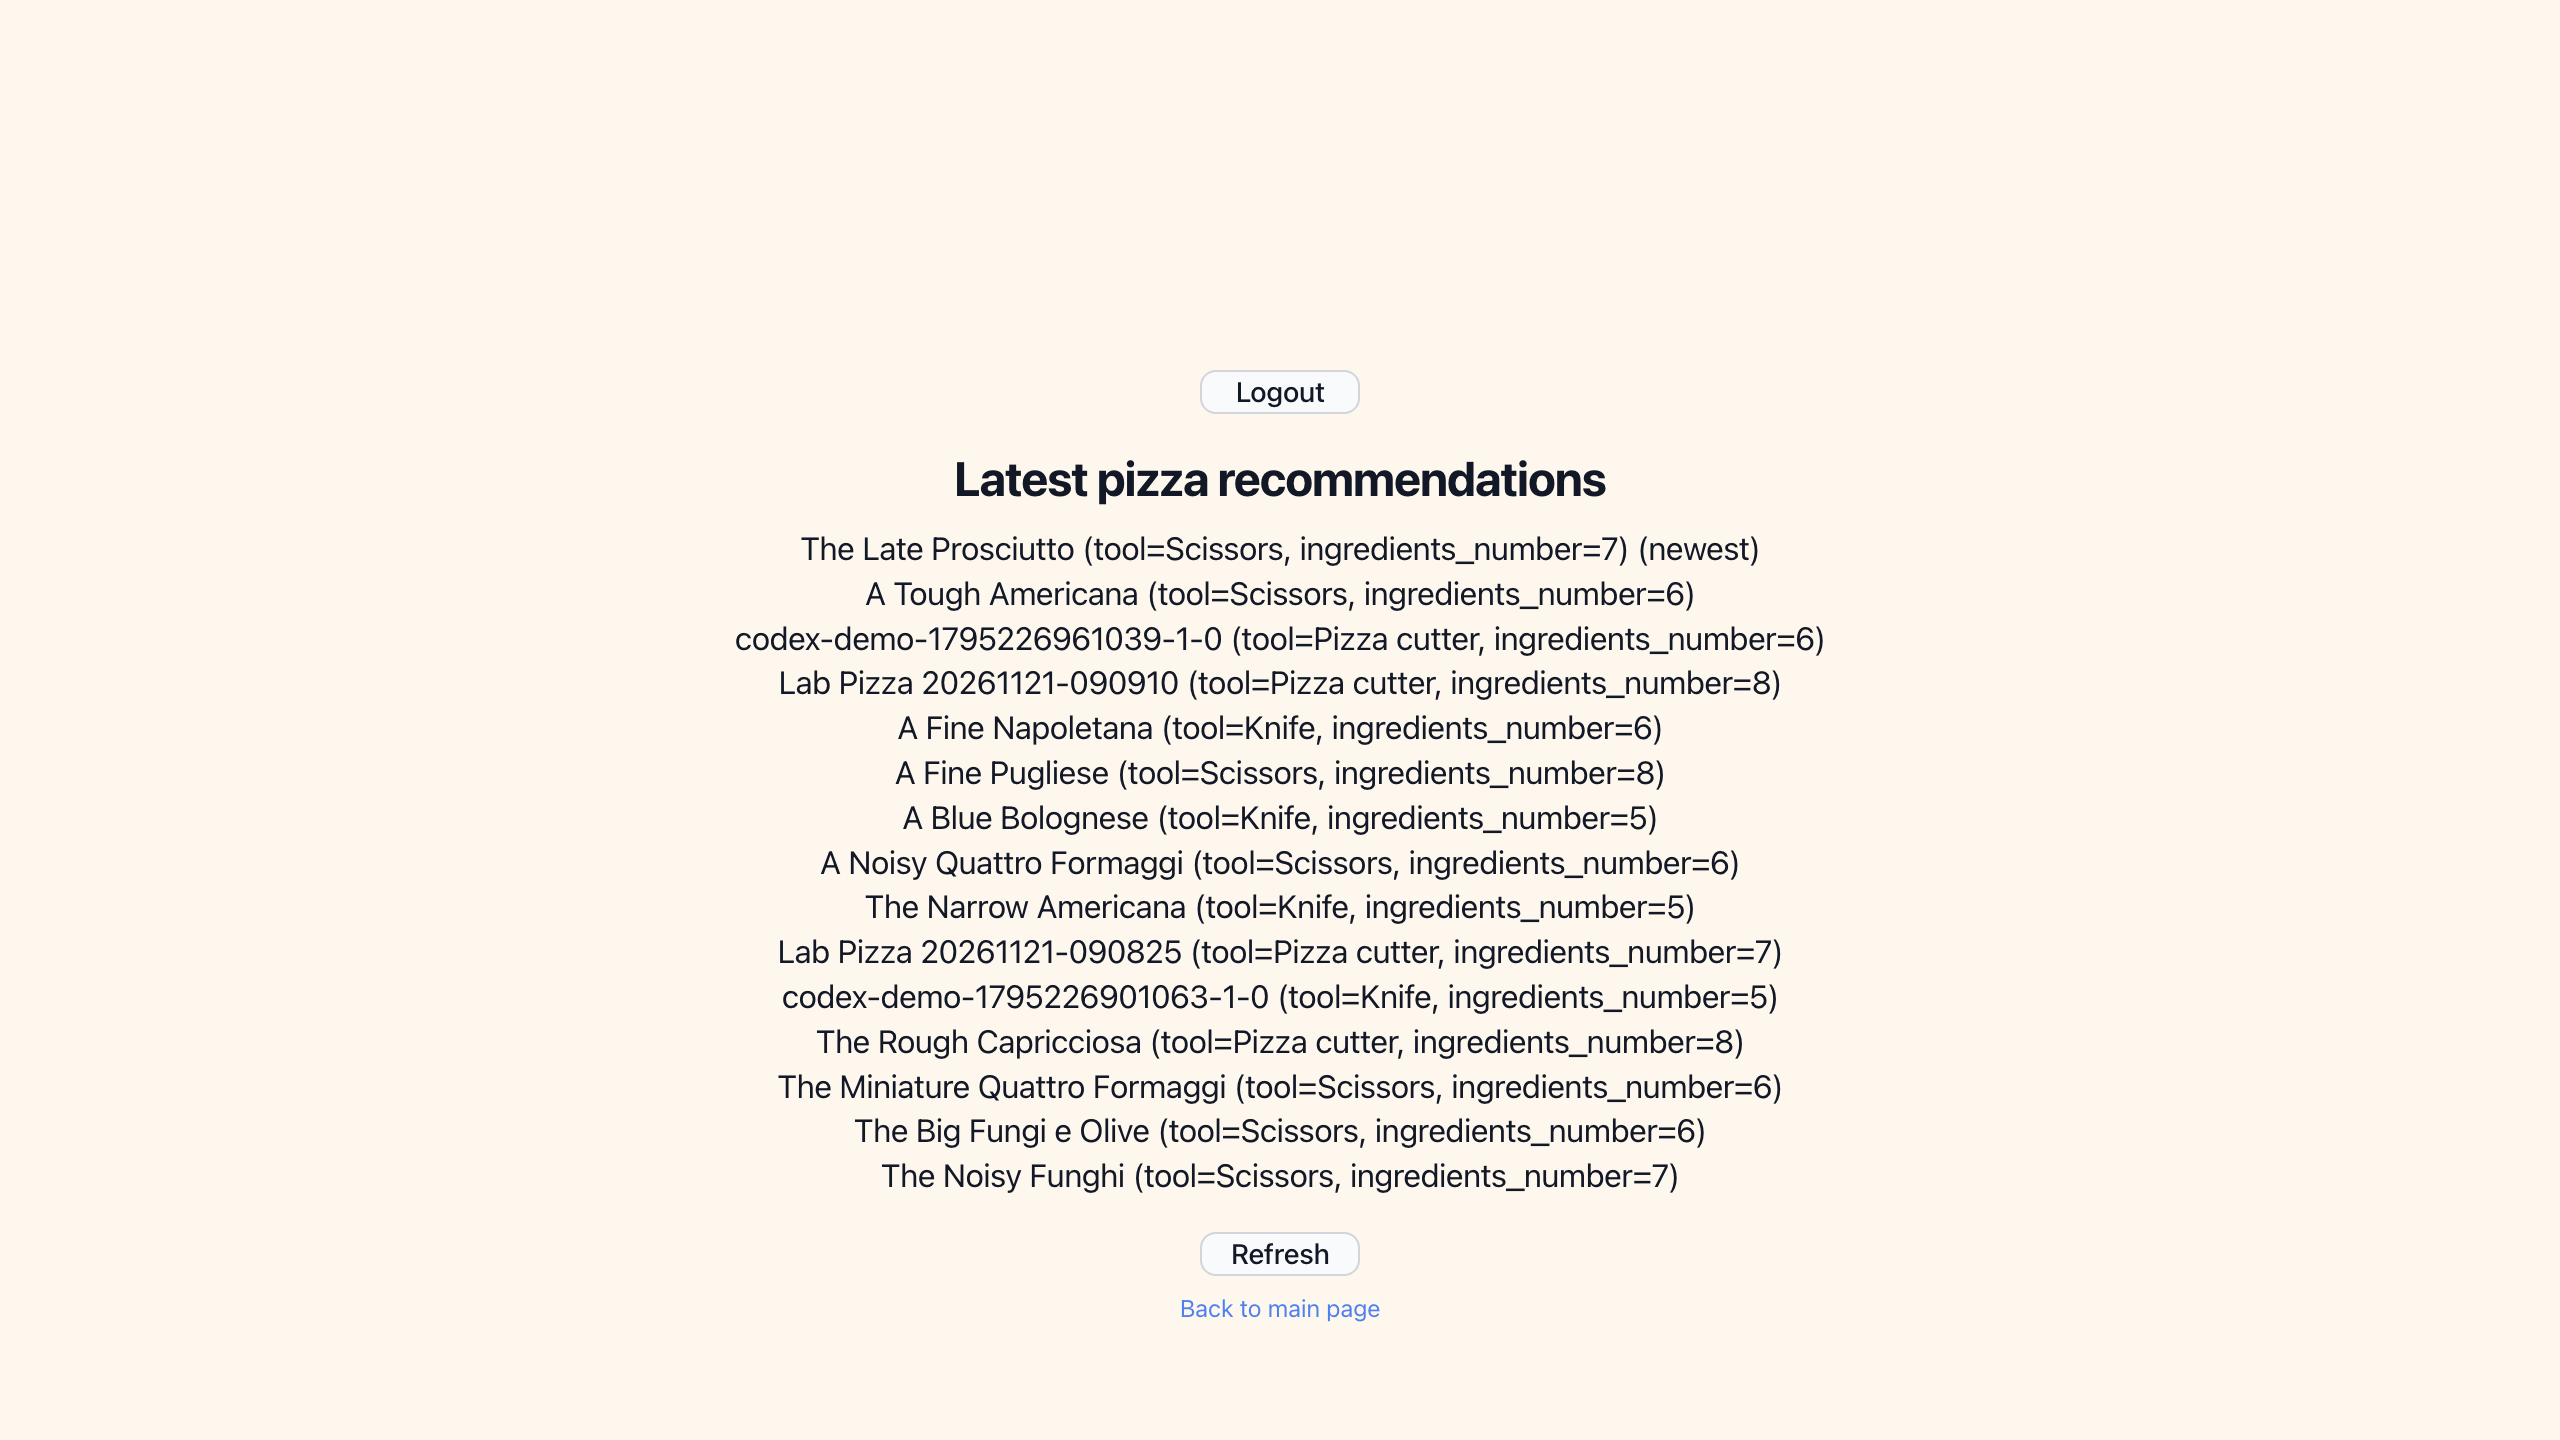 Logout
Latest pizza recommendations
The Late Prosciutto (tool=Scissors, ingredients_number=7) (newest)
A Tough Americana (tool=Scissors, ingredients_number=6)
codex-demo-1795226961039-1-0 (tool=Pizza cutter, ingredients_number=6)
Lab Pizza 20261121-090910 (tool=Pizza cutter, ingredients_number=8)
A Fine Napoletana (tool=Knife, ingredients_number=6)
A Fine Pugliese (tool=Scissors, ingredients_number=8)
A Blue Bolognese (tool=Knife, ingredients_number=5)
A Noisy Quattro Formaggi (tool=Scissors, ingredients_number=6)
The Narrow Americana (tool=Knife, ingredients_number=5)
Lab Pizza 20261121-090825 (tool=Pizza cutter, ingredients_number=7)
codex-demo-1795226901063-1-0 (tool=Knife, ingredients_number=5)
The Rough Capricciosa (tool=Pizza cutter, ingredients_number=8)
The Miniature Quattro Formaggi (tool=Scissors, ingredients_number=6)
The Big Fungi e Olive (tool=Scissors, ingredients_number=6)
The Noisy Funghi (tool=Scissors, ingredients_number=7)
Refresh
Back to main page